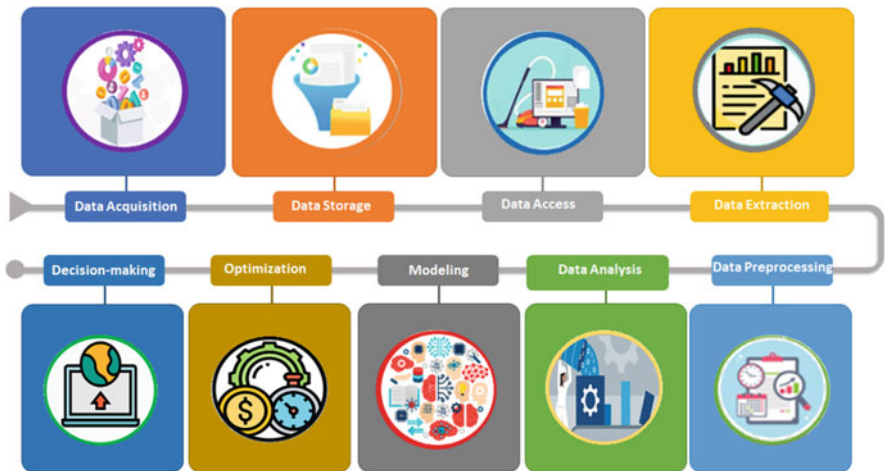 Data Acquisition
Data Storage
Data Access
Data Extraction
Decision-making
Optimization
Modeling
Data Analysis
Data Preprocessing
$